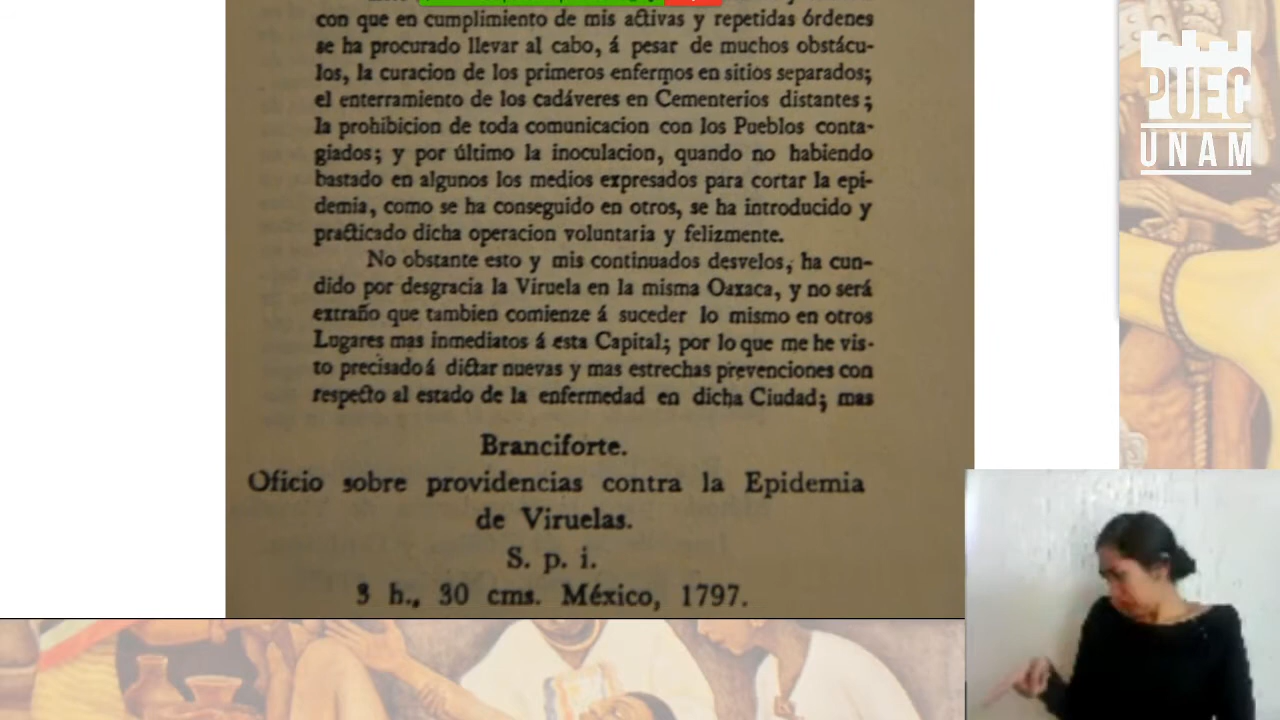 con que en cumplimiento de mis activas y repetidas órdenes
se ha procurado llevar al cabo, á pesar de muchos obstácu-
los, la curacion de los primeros enfermos en sitios separados;
el enterramiento de los cadáveres en Cementerios distantes;
la prohibicion de toda comunicacion con los Pueblos conta-
giados; y por último la inoculacion, quando no habiendo
bastado en algunos los medios expresados para cortar la epi-
demia, como se ha conseguido en otros, se ha introducido y
practicado dicha operacion voluntaria y felizmente.
No obstante esto y mis continuados desvelos, ha cun-
dido por desgracia la Viruela en la misma Oaxaca, y no será
extraño que tambien comienze á suceder lo mismo en otros
Lugares mas inmediatos á esta Capital; por lo que me he vis-
to precisado á dictar nuevas y mas estrechas prevenciones con
respecto al estado de la enfermedad en dicha Ciudad; mas
Branciforte.
Oficio sobre providencias contra la Epidemia
de Viruelas.
S. p. i.
3 h., 30 cms. México, 1797.
PUEC
UNAM